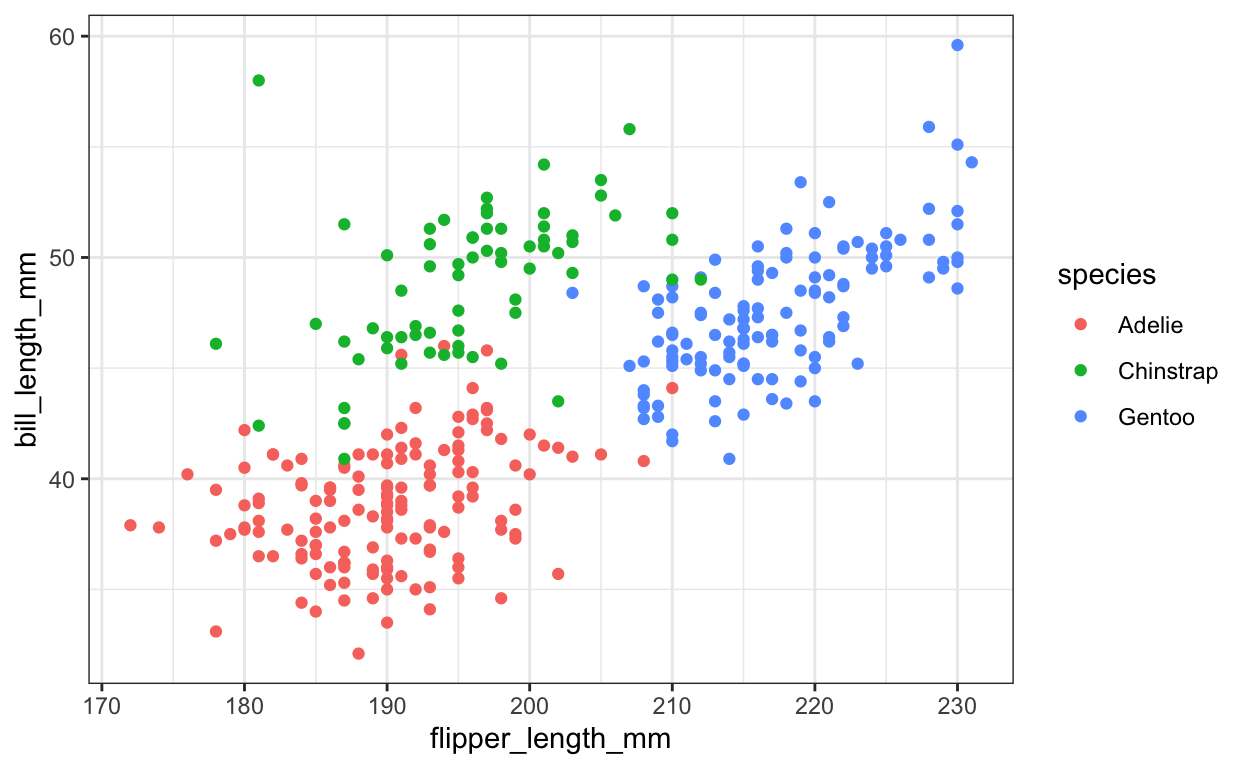 60
50
40
bill_length_mm
170 180 190 200 210 220 230
flipper_length_mm
species
Adelie
Chinstrap
Gentoo